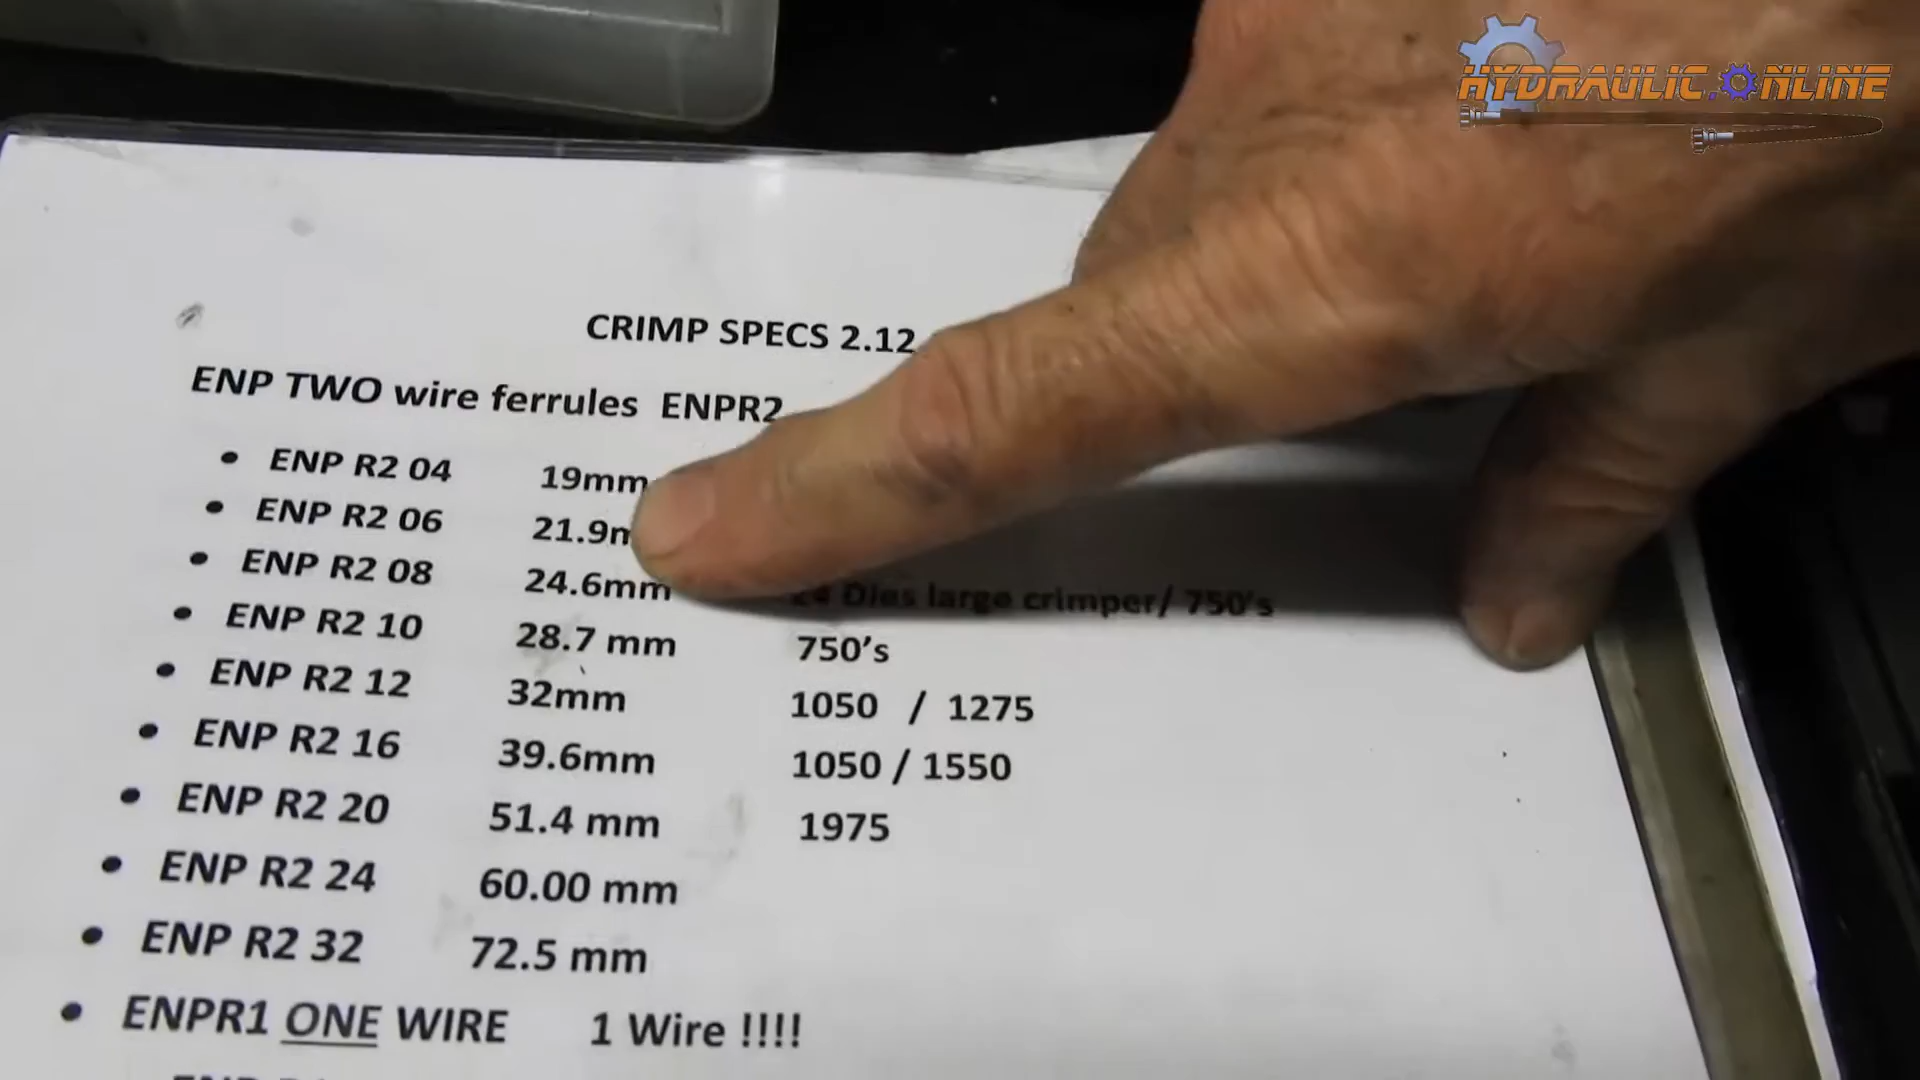 HYDRAULIC.ONLINE
CRIMP SPECS 2.12
ENP TWO wire ferrules ENPR2
• ENP R2 04 19mm
• ENP R2 06 21.9m
• ENP R2 08 24.6mm 24 Dies large crimper/ 750's
• ENP R2 10 28.7 mm 750's
• ENP R2 12 32mm 1050 / 1275
• ENP R2 16 39.6mm 1050 / 1550
• ENP R2 20 51.4 mm 1975
• ENP R2 24 60.00 mm
• ENP R2 32 72.5 mm
• ENPR1 ONE WIRE 1 Wire !!!!